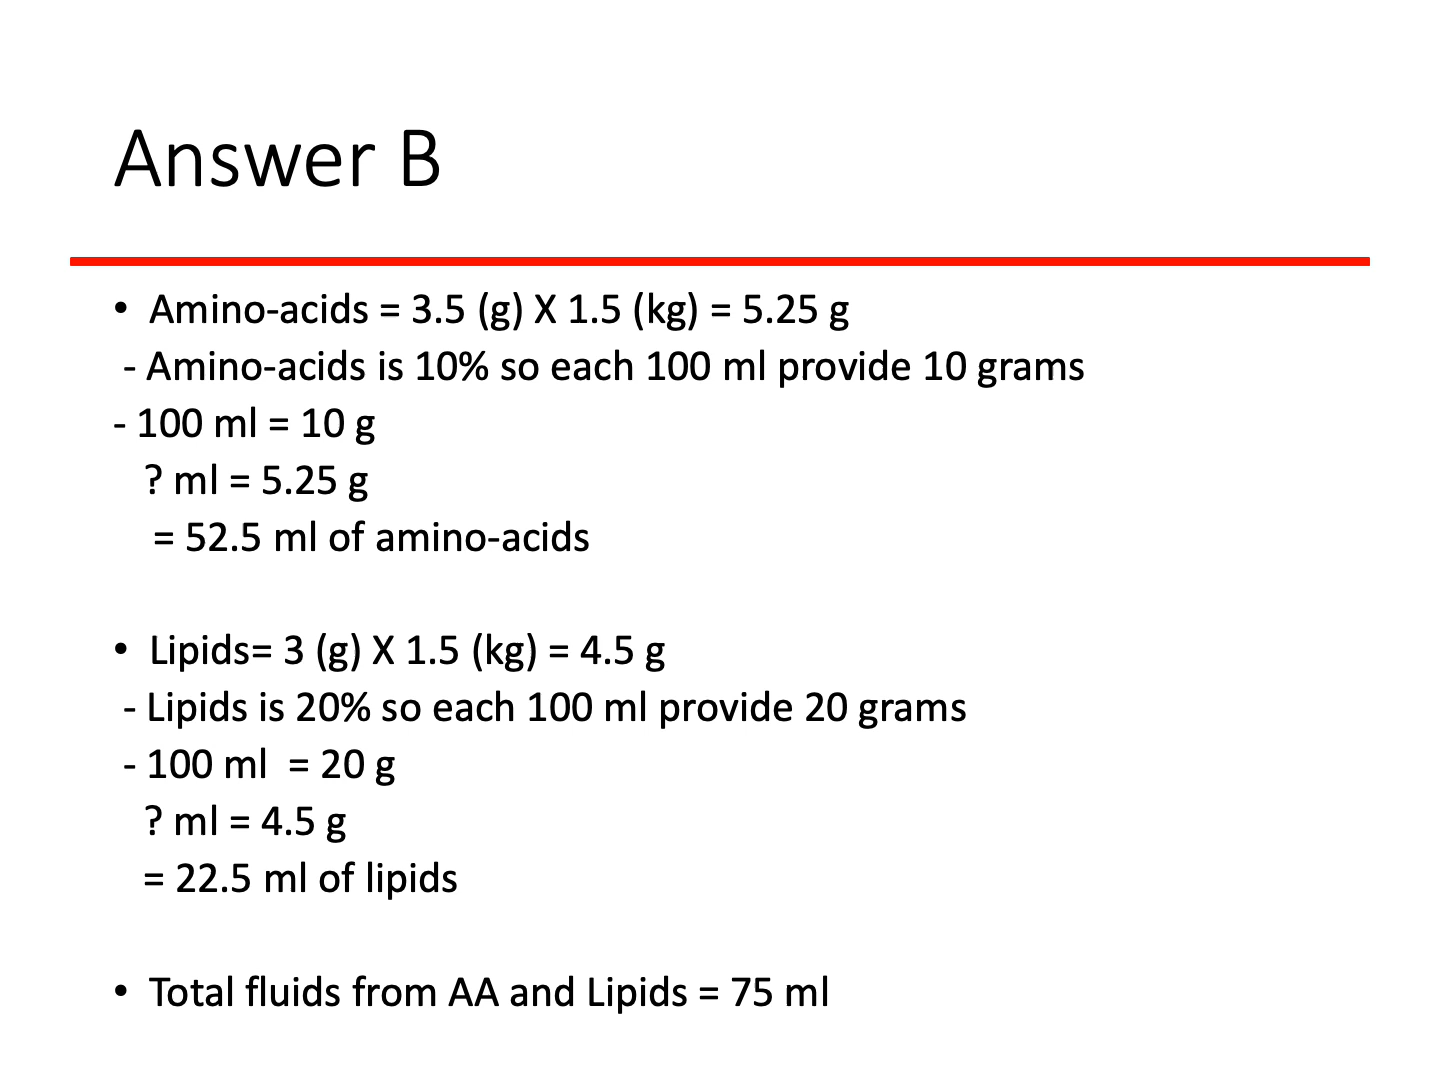 Answer B
• Amino-acids = 3.5 (g) X 1.5 (kg) = 5.25 g
- Amino-acids is 10% so each 100 ml provide 10 grams
- 100 ml = 10 g
? ml = 5.25 g
= 52.5 ml of amino-acids
• Lipids= 3 (g) X 1.5 (kg) = 4.5 g
- Lipids is 20% so each 100 ml provide 20 grams
- 100 ml  = 20 g
? ml = 4.5 g
= 22.5 ml of lipids
• Total fluids from AA and Lipids = 75 ml